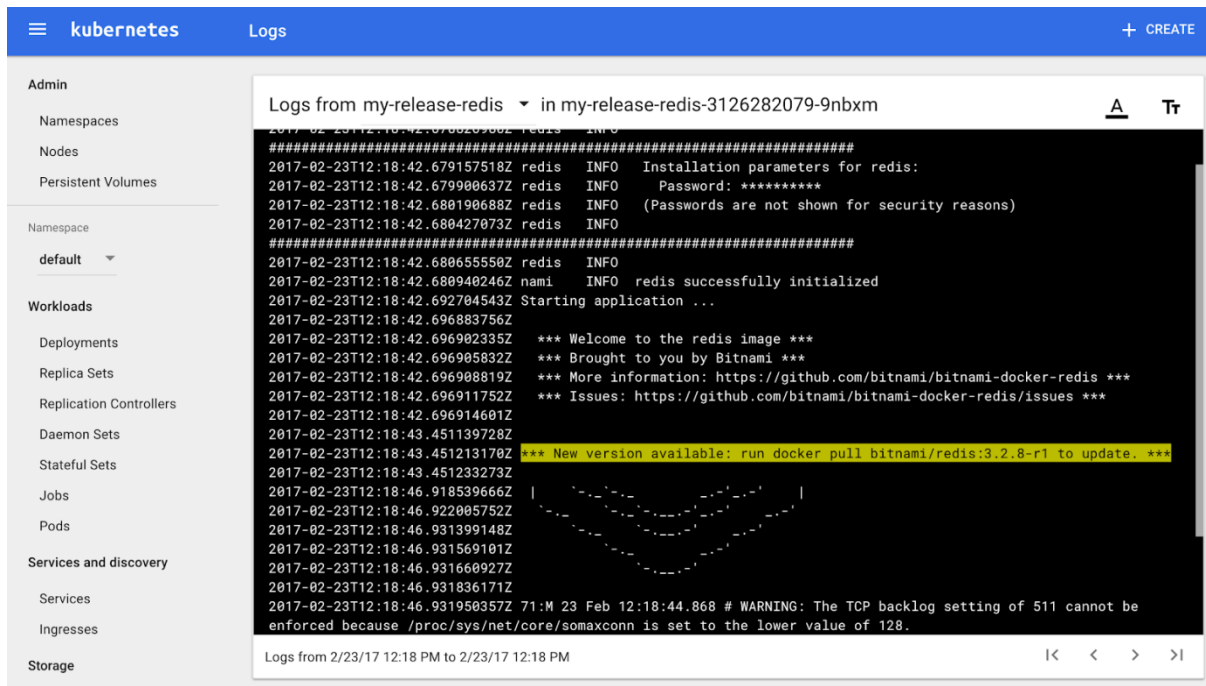 kubernetes
Logs
+ CREATE
Admin
Namespaces
Nodes
Persistent Volumes
Namespace
default
Workloads
Deployments
Replica Sets
Replication Controllers
Daemon Sets
Stateful Sets
Jobs
Pods
Services and discovery
Services
Ingresses
Storage
Logs from my-release-redis in my-release-redis-3126282079-9nbxm
A Tт
redis INFO
########################################################################
2017-02-23T12:18:42.679157518Z redis INFO Installation parameters for redis:
2017-02-23T12:18:42.679900637Z redis INFO Password: **********
2017-02-23T12:18:42.680190688Z redis INFO (Passwords are not shown for security reasons)
2017-02-23T12:18:42.680427073Z redis INFO
########################################################################
2017-02-23T12:18:42.680655550Z redis INFO
2017-02-23T12:18:42.680940246Z nami INFO redis successfully initialized
2017-02-23T12:18:42.692704543Z Starting application ...
2017-02-23T12:18:42.696883756Z
2017-02-23T12:18:42.696902335Z *** Welcome to the redis image ***
2017-02-23T12:18:42.696905832Z *** Brought to you by Bitnami ***
2017-02-23T12:18:42.696908819Z *** More information: https://github.com/bitnami/bitnami-docker-redis ***
2017-02-23T12:18:42.696911752Z *** Issues: https://github.com/bitnami/bitnami-docker-redis/issues ***
2017-02-23T12:18:42.696914601Z
2017-02-23T12:18:43.451139728Z
2017-02-23T12:18:43.451213170Z *** New version available: run docker pull bitnami/redis:3.2.8-r1 to update. ***
2017-02-23T12:18:43.451233273Z
2017-02-23T12:18:46.918539666Z | `-._`-._ _.-'_.-' |
2017-02-23T12:18:46.922005752Z `-._ `-._`-.__.-'_.-' _.-'
2017-02-23T12:18:46.931399148Z `-._ `-.__.-' _.-'
2017-02-23T12:18:46.931569101Z `-._ _.-'
2017-02-23T12:18:46.931660927Z `-.__.-'
2017-02-23T12:18:46.931836171Z
2017-02-23T12:18:46.931950357Z 71:M 23 Feb 12:18:44.868 # WARNING: The TCP backlog setting of 511 cannot be
enforced because /proc/sys/net/core/somaxconn is set to the lower value of 128.
Logs from 2/23/17 12:18 PM to 2/23/17 12:18 PM